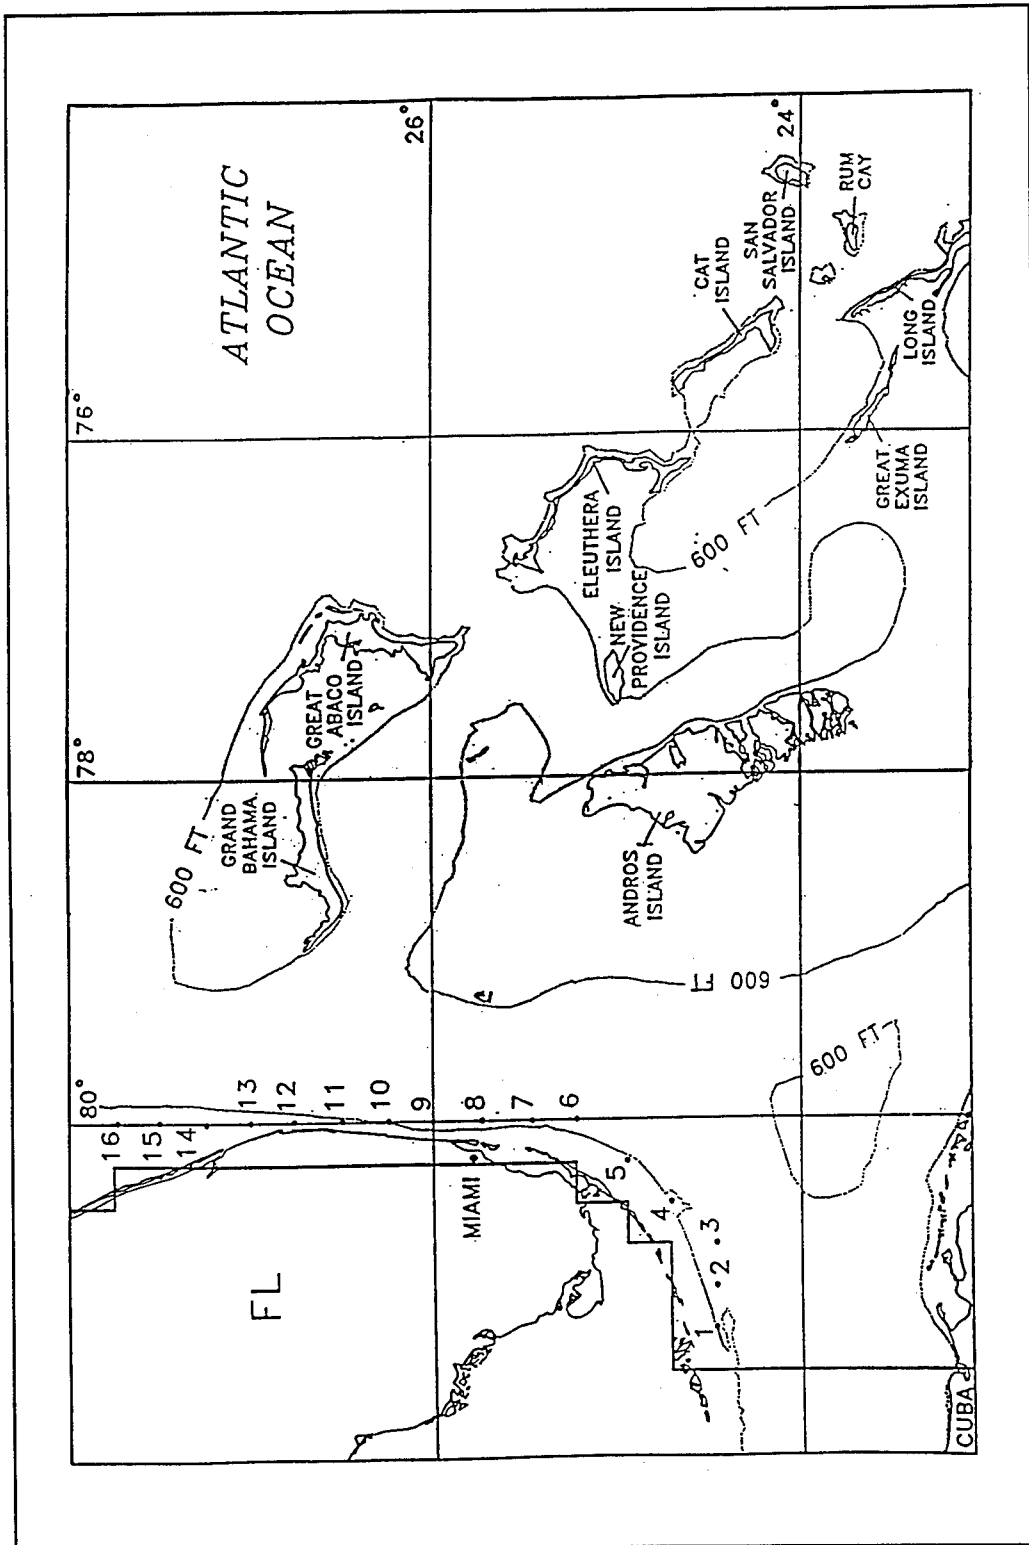 80°
78°
76°
ATLANTIC
OCEAN
26°
24°
FL
MIAMI
16
15
14
13
12
11
10
9
8
7
6
5
4
3
2
1
600 FT
GRAND
BAHAMA
ISLAND
GREAT
ABACO
ISLAND
ELEUTHERA
ISLAND
NEW
PROVIDENCE
ISLAND
CAT
ISLAND
SAN
SALVADOR
ISLAND
RUM
CAY
LONG
ISLAND
GREAT
EXUMA
ISLAND
600 FT
ANDROS
ISLAND
600 FT
600 FT
CUBA